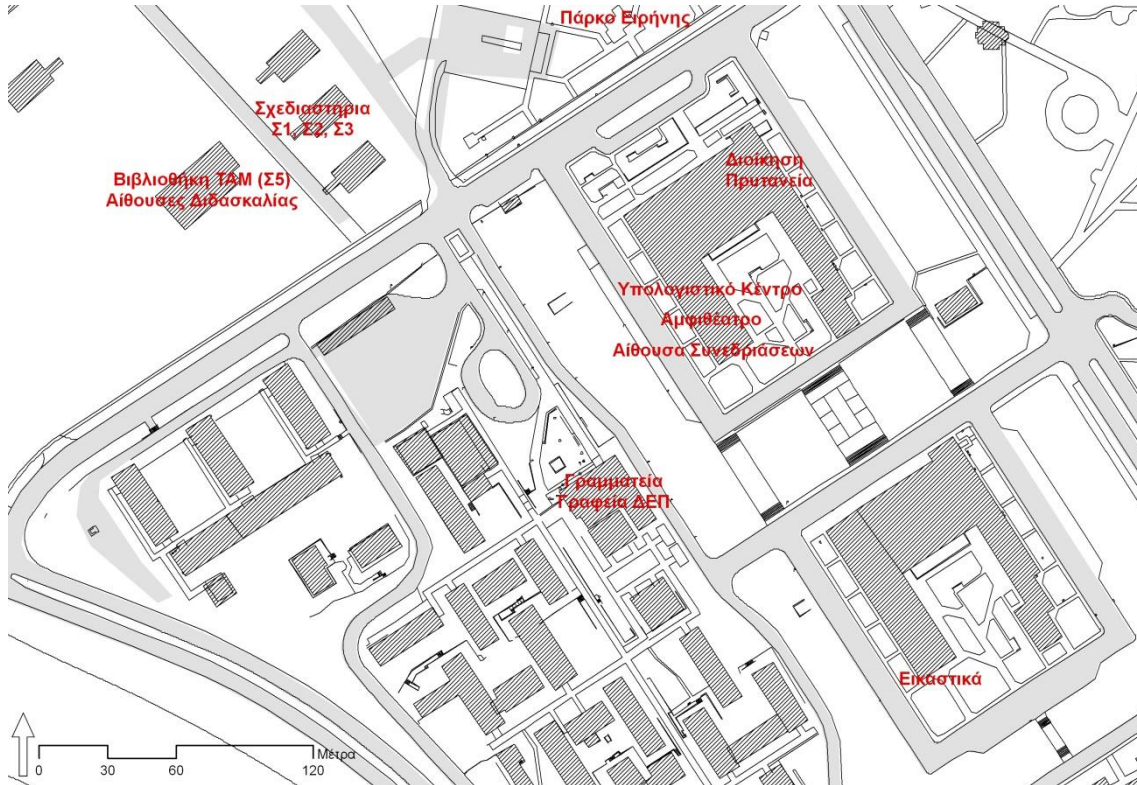 Πάρκο Ειρήνης
Σχεδιαστήρια
Σ1, Σ2, Σ3
Βιβλιοθήκη ΤΑΜ (Σ5)
Αίθουσες Διδασκαλίας
Διοίκηση
Πρυτανεία
Υπολογιστικό Κέντρο
Αμφιθέατρο
Αίθουσα Συνεδριάσεων
Γραμματεία
Γραφεία ΔΕΠ
Εικαστικά
Μέτρα
0 30 60 120